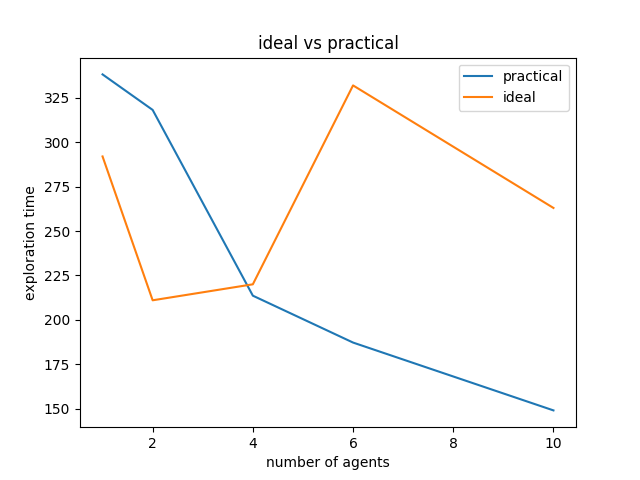 ideal vs practical
practical
ideal
325
300
275
250
225
200
175
150
exploration time
2 4 6 8 10
number of agents